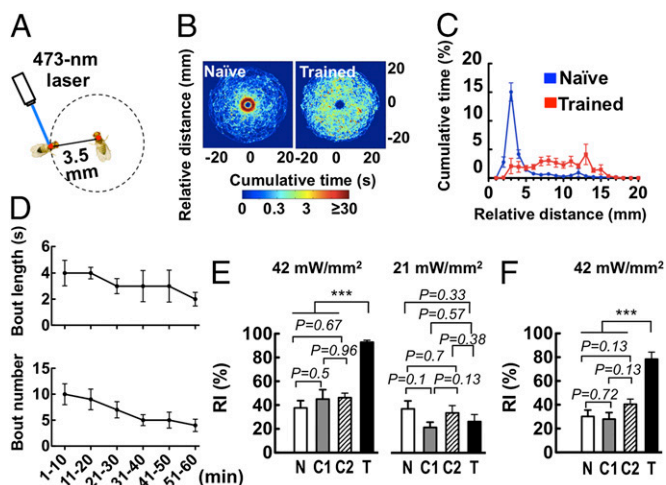 A
473-nm
laser
3.5
mm
B
Relative distance (mm)
Naïve
Trained
20
0
-20
-20 0 20 -20 0 20
Cumulative time (s)
0 0.3 3 ≥30
C
Cumulative time (%)
20
15
10
5
0
Naïve
Trained
0 5 10 15 20
Relative distance (mm)
D
Bout length (s)
6
4
2
0
Bout number
15
10
5
0
1-10
11-20
21-30
31-40
41-50
51-60
(min)
E
42 mW/mm²
***
P=0.67
P=0.96
P=0.5
RI (%)
100
80
60
40
20
0
N C1 C2 T
21 mW/mm²
P=0.33
P=0.57
P=0.38
P=0.7
P=0.1
P=0.13
N C1 C2 T
F
42 mW/mm²
***
P=0.13
P=0.13
P=0.72
RI (%)
100
80
60
40
20
0
N C1 C2 T